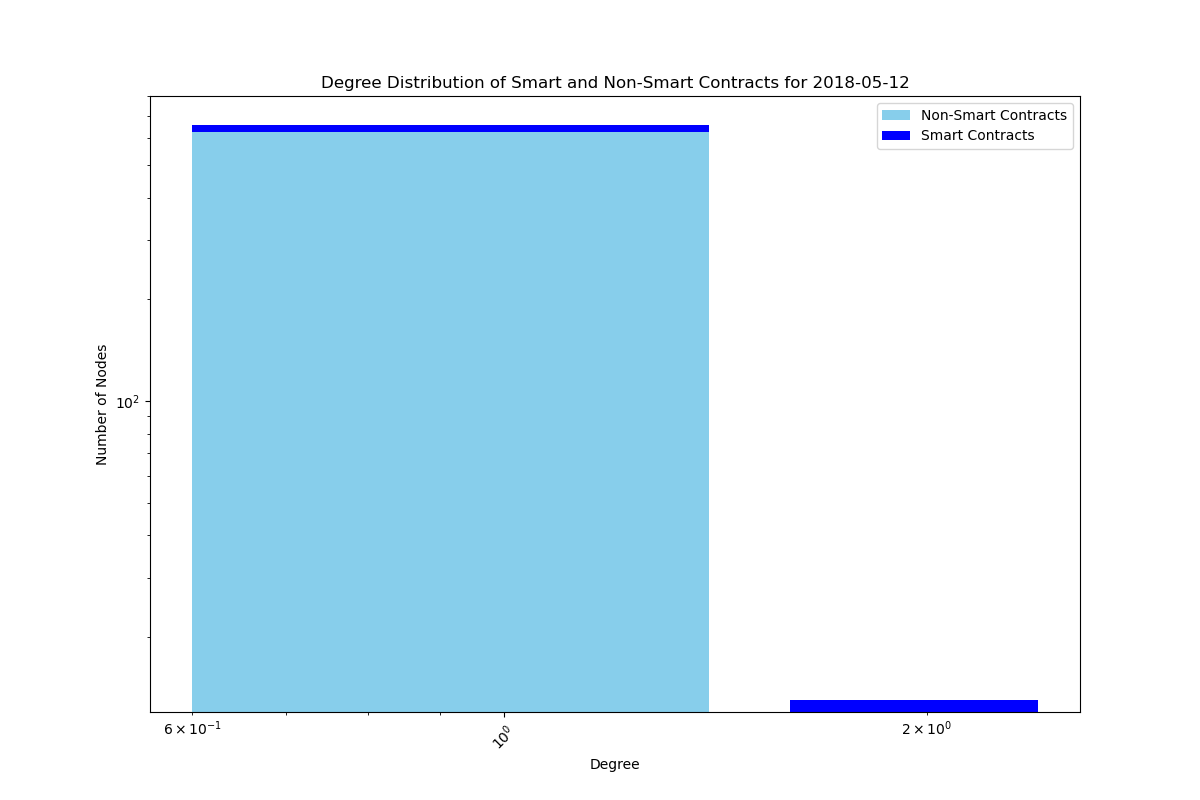 Degree Distribution of Smart and Non-Smart Contracts for 2018-05-12
Non-Smart Contracts
Smart Contracts
Number of Nodes
10²
6 × 10⁻¹
10⁰
2 × 10⁰
Degree